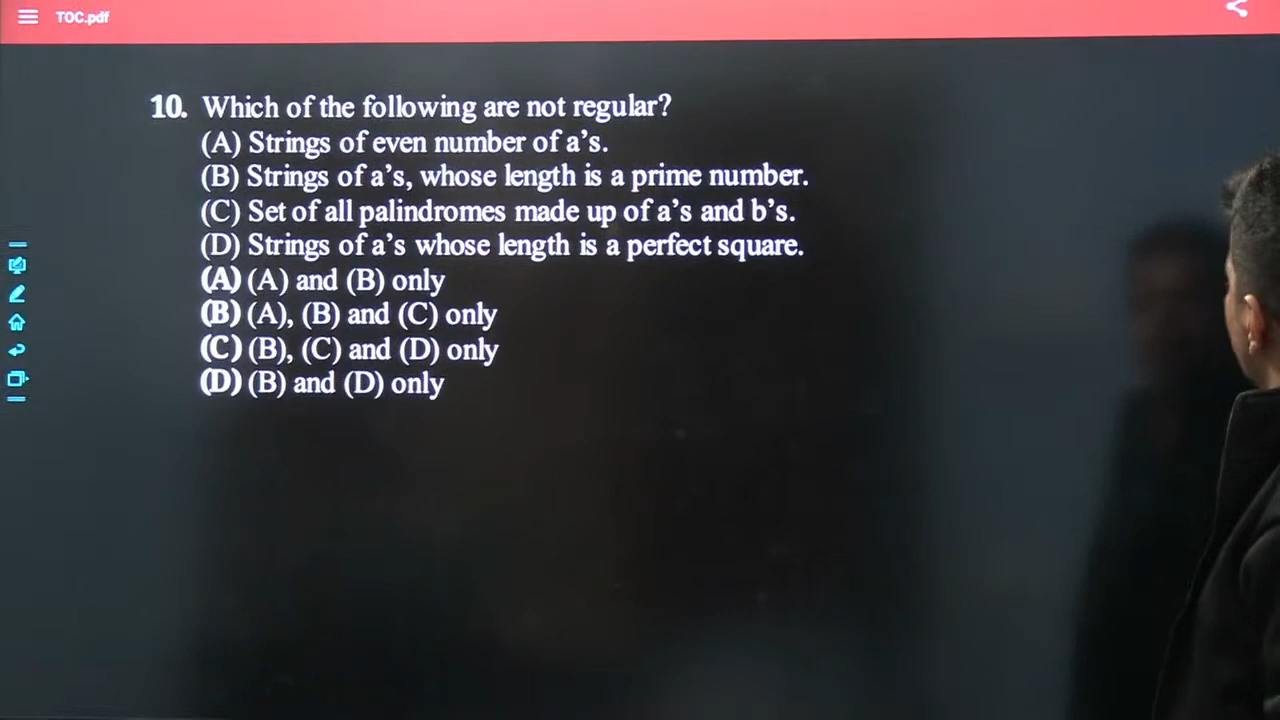 TOC.pdf
10. Which of the following are not regular?
(A) Strings of even number of a’s.
(B) Strings of a’s, whose length is a prime number.
(C) Set of all palindromes made up of a’s and b’s.
(D) Strings of a’s whose length is a perfect square.
(A) (A) and (B) only
(B) (A), (B) and (C) only
(C) (B), (C) and (D) only
(D) (B) and (D) only